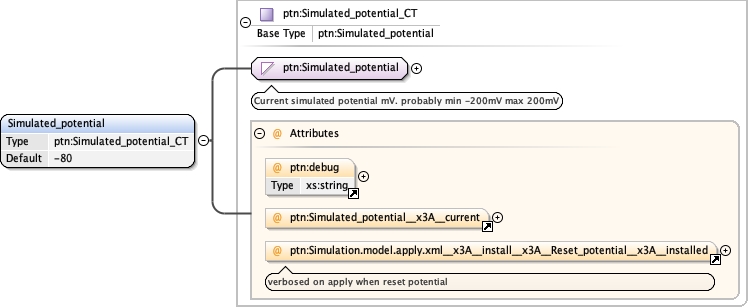 ptn:Simulated_potential_CT
Base Type ptn:Simulated_potential
ptn:Simulated_potential
Current simulated potential mV. probably min -200mV max 200mV
Simulated_potential
Type ptn:Simulated_potential_CT
Default -80
@ Attributes
@ ptn:debug
Type xs:string
@ ptn:Simulated_potential__x3A__current
@ ptn:Simulation.model.apply.xml__x3A__install__x3A__Reset_potential__x3A__installed
verbosed on apply when reset potential